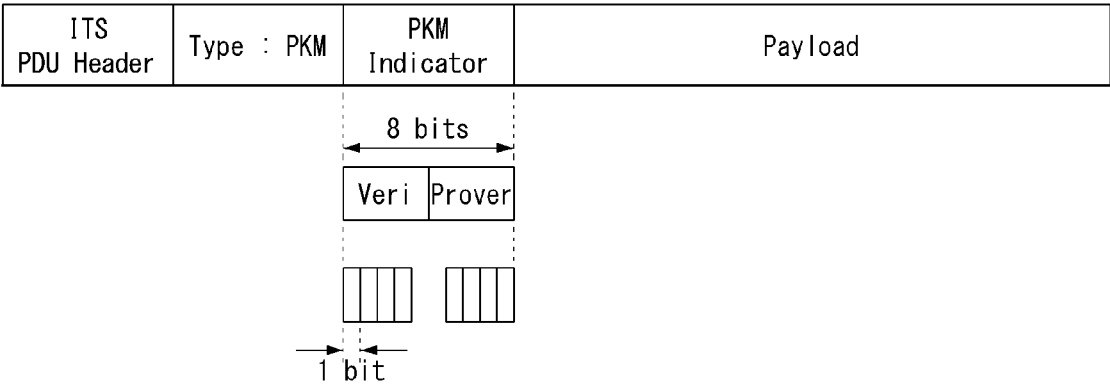 ITS
PDU Header
Type : PKM
PKM
Indicator
Payload
8 bits
Veri
Prover
1 bit